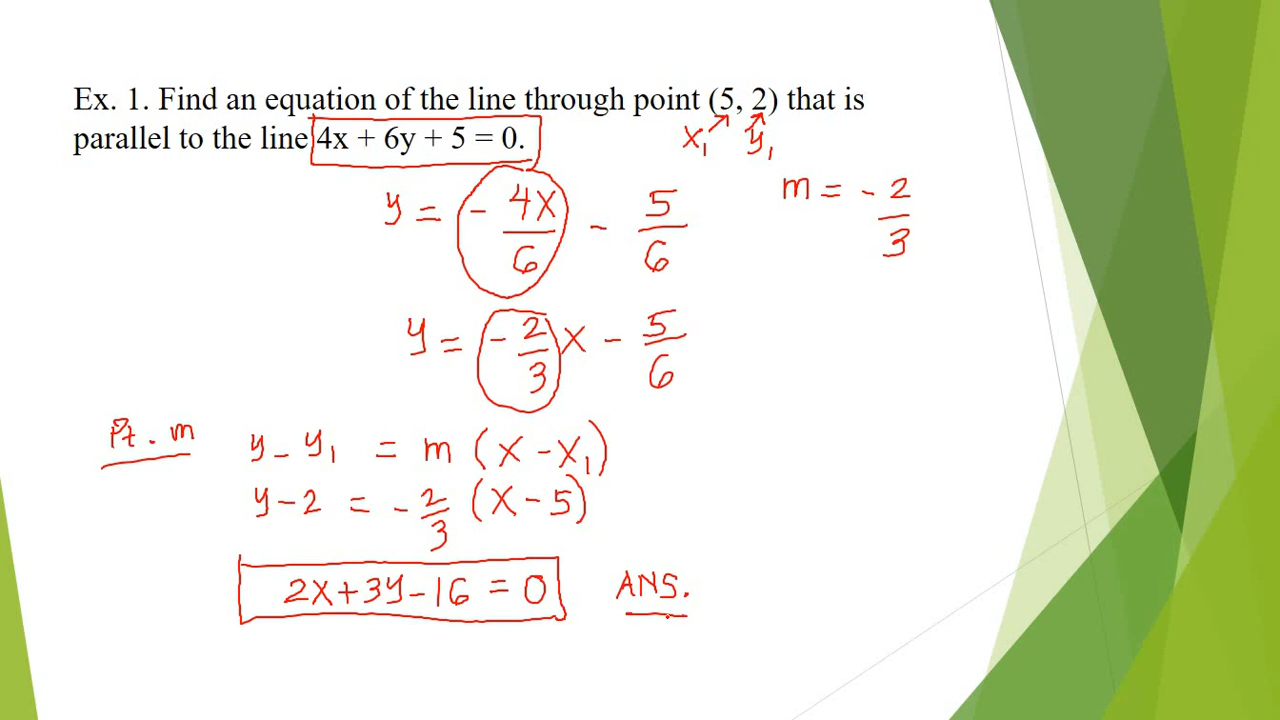 Ex. 1. Find an equation of the line through point (5, 2) that is
parallel to the line 4x + 6y + 5 = 0.
x₁ y₁
y = - 4x/6 - 5/6
m = - 2/3
y = - 2/3 x - 5/6
Pt. m
y - y₁ = m (x - x₁)
y - 2 = - 2/3 (x - 5)
2x + 3y - 16 = 0 ANS.